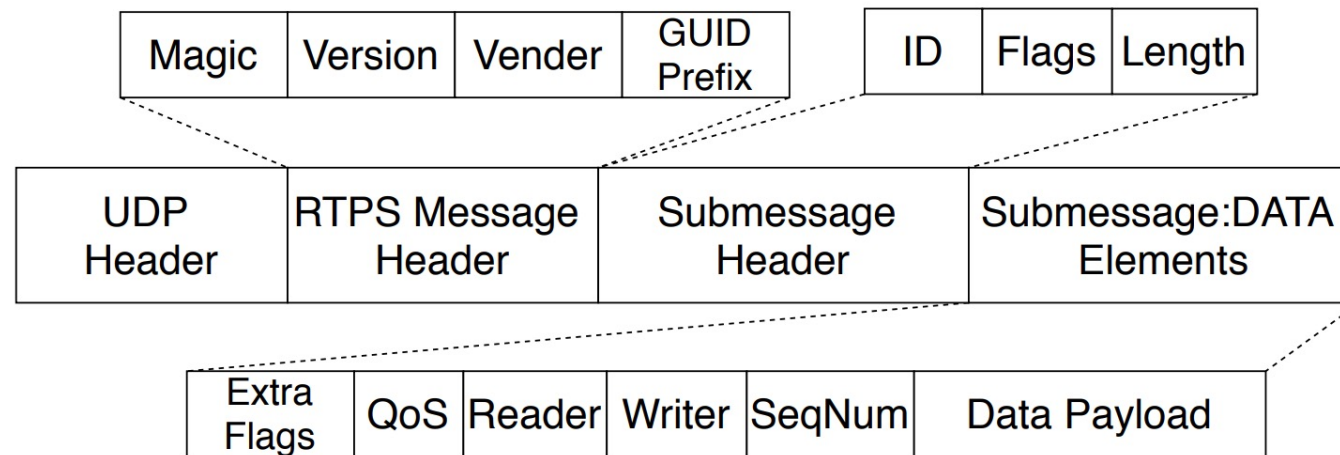 Magic Version Vender GUID Prefix ID Flags Length
UDP Header RTPS Message Header Submessage Header Submessage:DATA Elements
Extra Flags QoS Reader Writer SeqNum Data Payload